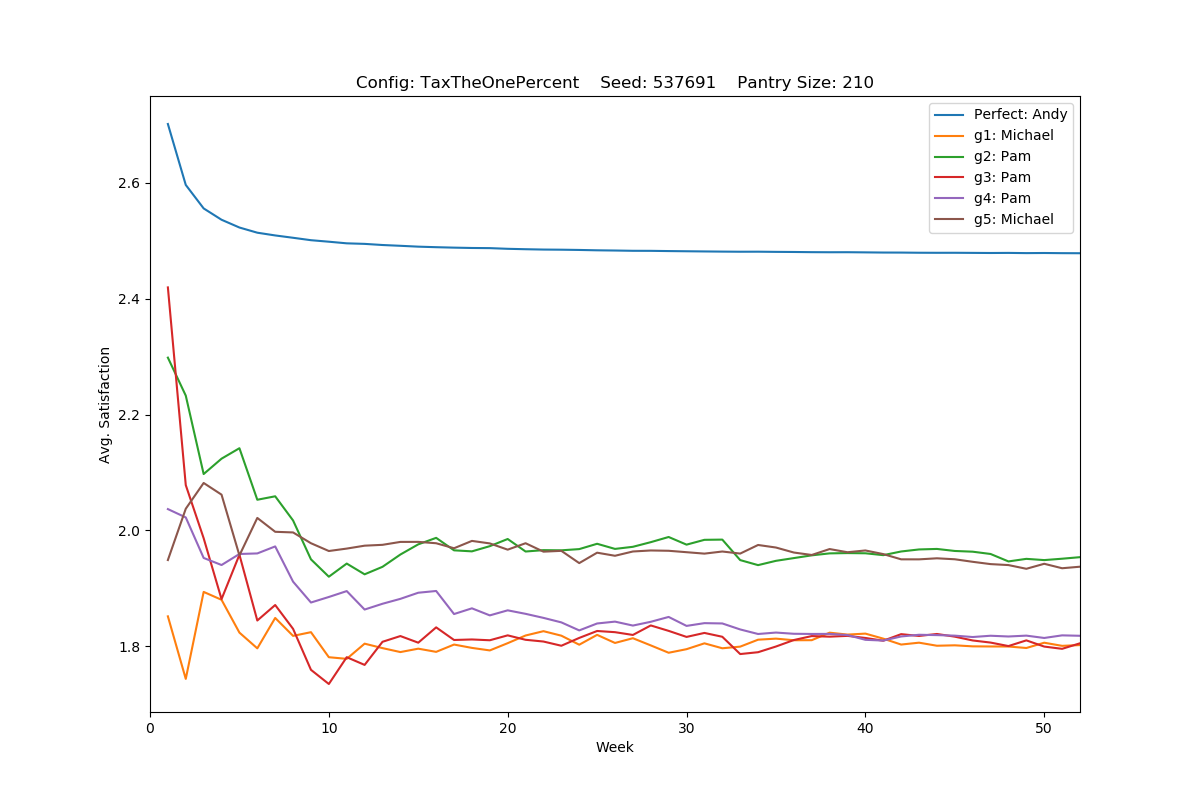 Config: TaxTheOnePercent    Seed: 537691    Pantry Size: 210
Perfect: Andy
g1: Michael
g2: Pam
g3: Pam
g4: Pam
g5: Michael
Avg. Satisfaction
2.6
2.4
2.2
2.0
1.8
0 10 20 30 40 50
Week